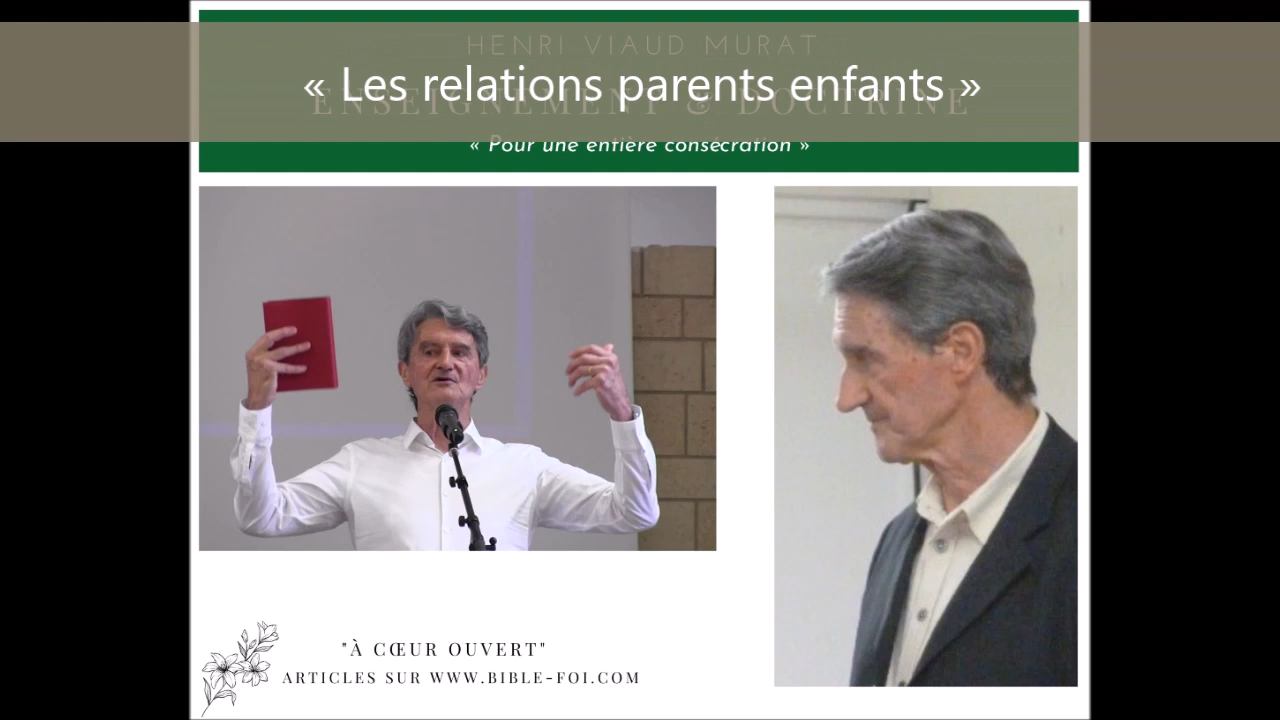 HENRI VIAUD MURAT
« Les relations parents enfants »
ENSEIGNEMENT & DOCTRINE
« Pour une entière consécration »
"À CŒUR OUVERT"
ARTICLES SUR WWW.BIBLE-FOI.COM